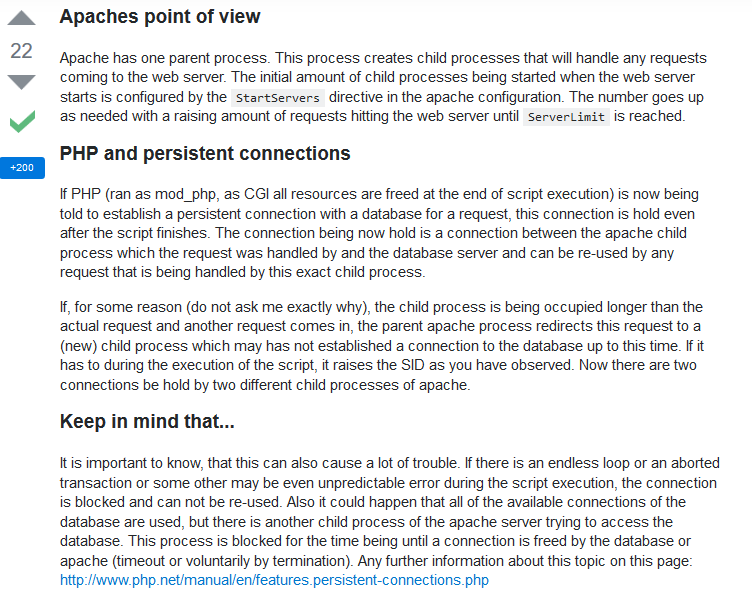 Apaches point of view
22
Apache has one parent process. This process creates child processes that will handle any requests
coming to the web server. The initial amount of child processes being started when the web server
starts is configured by the StartServers directive in the apache configuration. The number goes up
as needed with a raising amount of requests hitting the web server until ServerLimit is reached.
PHP and persistent connections
+200
If PHP (ran as mod_php, as CGI all resources are freed at the end of script execution) is now being
told to establish a persistent connection with a database for a request, this connection is hold even
after the script finishes. The connection being now hold is a connection between the apache child
process which the request was handled by and the database server and can be re-used by any
request that is being handled by this exact child process.
If, for some reason (do not ask me exactly why), the child process is being occupied longer than the
actual request and another request comes in, the parent apache process redirects this request to a
(new) child process which may has not established a connection to the database up to this time. If it
has to during the execution of the script, it raises the SID as you have observed. Now there are two
connections be hold by two different child processes of apache.
Keep in mind that...
It is important to know, that this can also cause a lot of trouble. If there is an endless loop or an aborted
transaction or some other may be even unpredictable error during the script execution, the connection
is blocked and can not be re-used. Also it could happen that all of the available connections of the
database are used, but there is another child process of the apache server trying to access the
database. This process is blocked for the time being until a connection is freed by the database or
apache (timeout or voluntarily by termination). Any further information about this topic on this page:
http://www.php.net/manual/en/features.persistent-connections.php